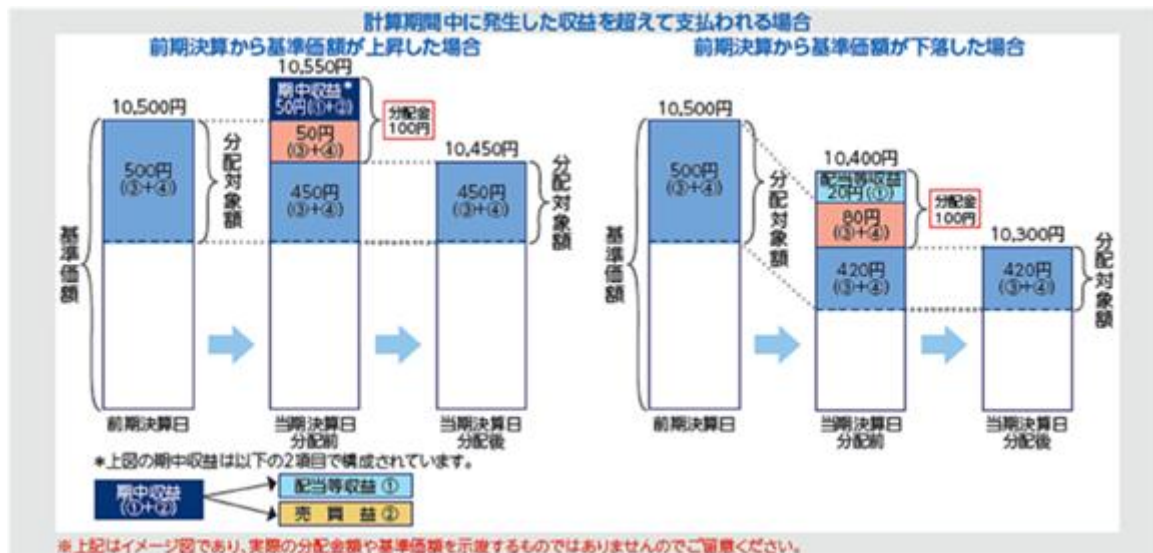 計算期間中に発生した収益を超えて支払われる場合
前期決算から基準価額が上昇した場合
10,500円
500円
(③+④)
分配対象額
基準価額
前期決算日
10,550円
期中収益*
50円(①+②)
50円
(③+④)
450円
(③+④)
分配金
100円
当期決算日
分配前
10,450円
450円
(③+④)
分配対象額
当期決算日
分配後
*上図の期中収益は以下の2項目で構成されています。
期中収益
(①+②)
配当等収益 ①
売買益 ②
前期決算から基準価額が下落した場合
10,500円
500円
(③+④)
分配対象額
基準価額
前期決算日
10,400円
配当等収益
20円(①)
80円
(③+④)
420円
(③+④)
分配金
100円
当期決算日
分配前
10,300円
420円
(③+④)
分配対象額
当期決算日
分配後
※上記はイメージ図であり、実際の分配金額や基準価額を示唆するものではありませんのでご留意ください。